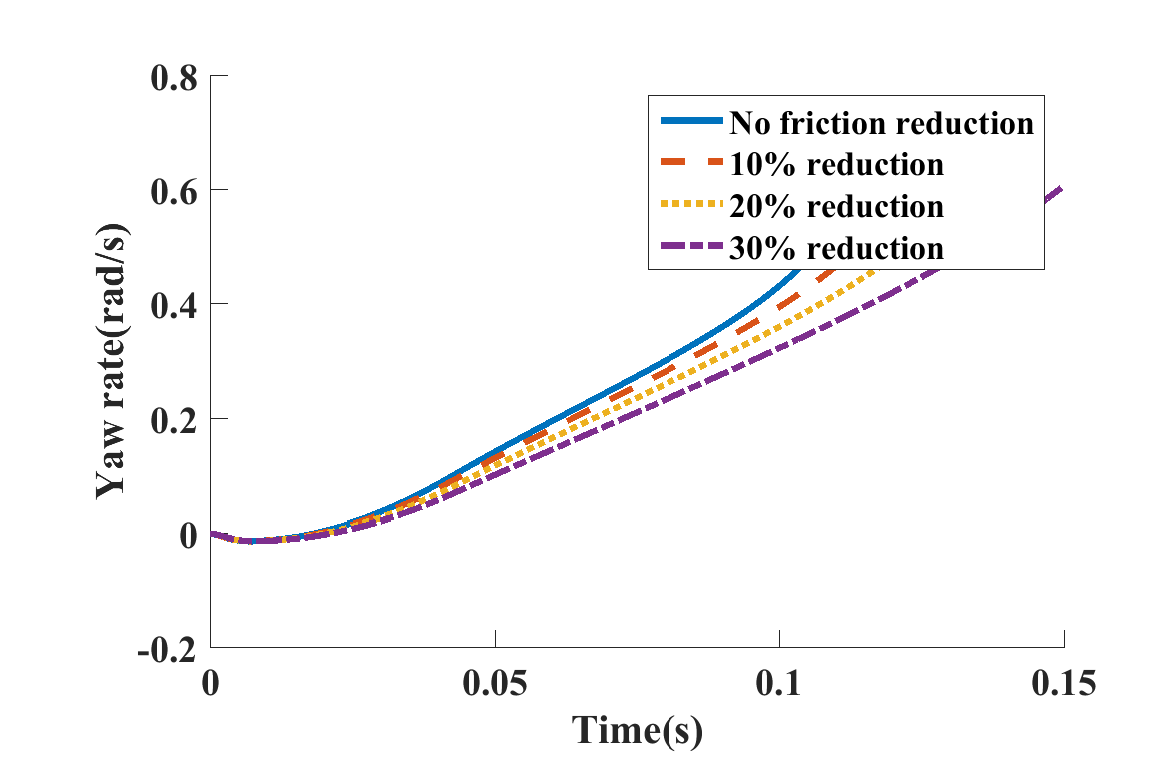 0.8
0.6
0.4
0.2
0
-0.2
Yaw rate(rad/s)
No friction reduction
10% reduction
20% reduction
30% reduction
0
0.05
0.1
0.15
Time(s)